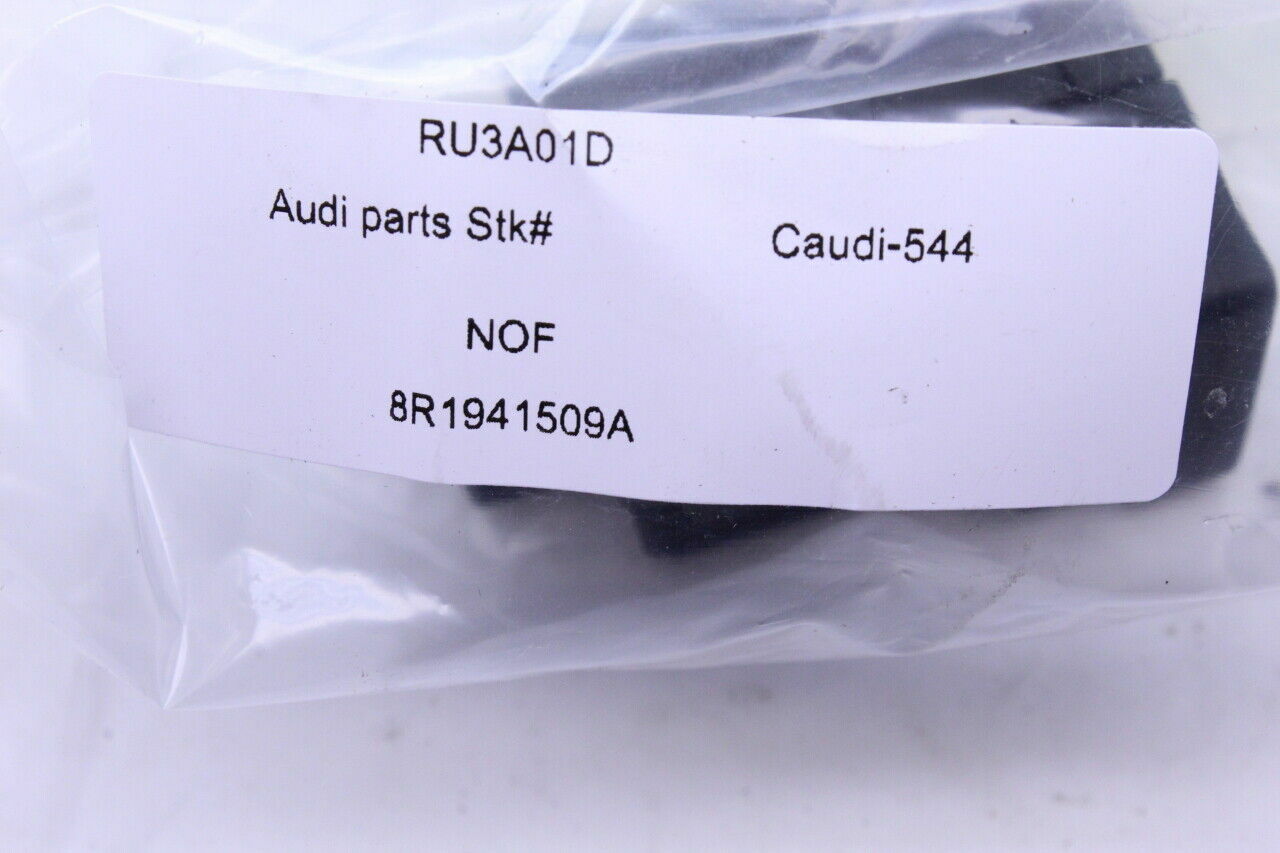 RU3A01D
Audi parts Stk# Caudi-544
NOF
8R1941509A